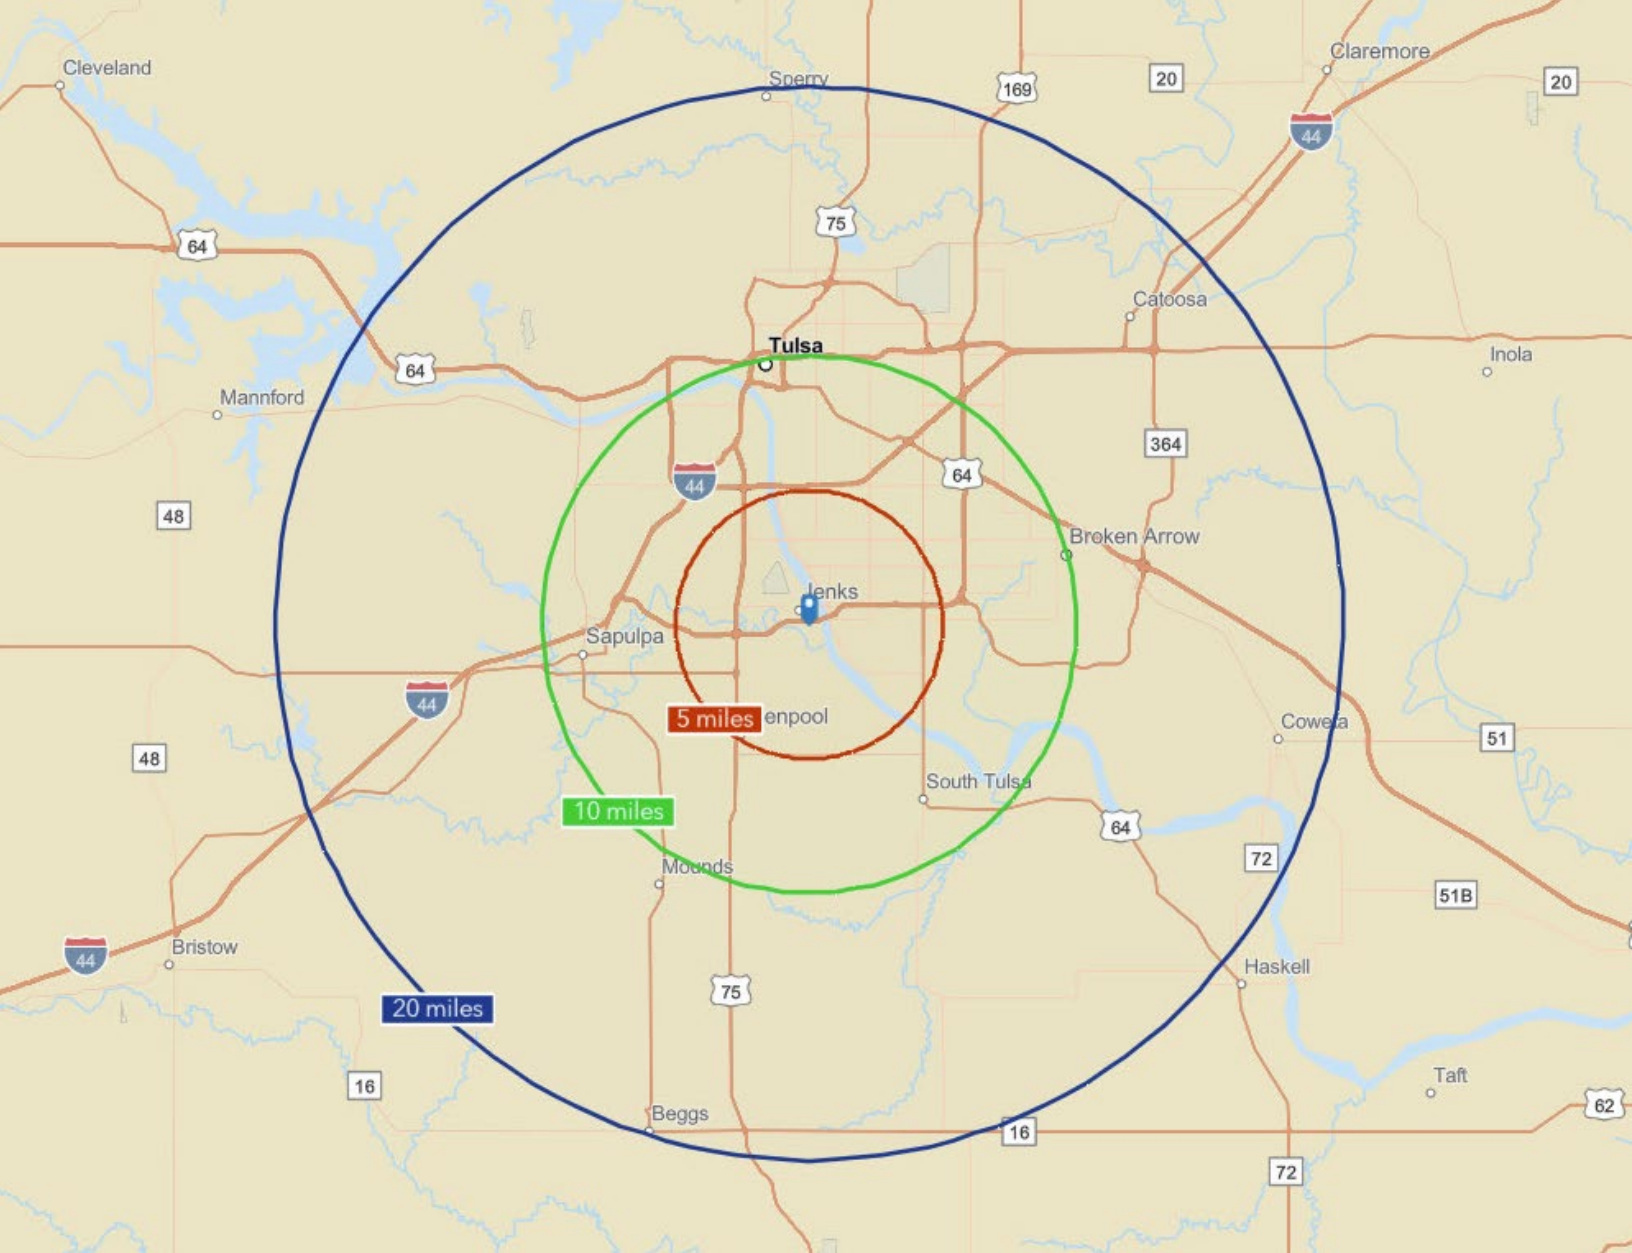 Claremore
Cleveland
Sperry
20
169
20
44
75
64
Catoosa
Tulsa
Inola
64
Mannford
364
64
44
48
Broken Arrow
Jenks
Sapulpa
44
5 miles
enpool
Coweta
51
48
South Tulsa
10 miles
64
72
Mounds
51B
Bristow
44
Haskell
75
20 miles
Taft
16
62
Beggs
16
72